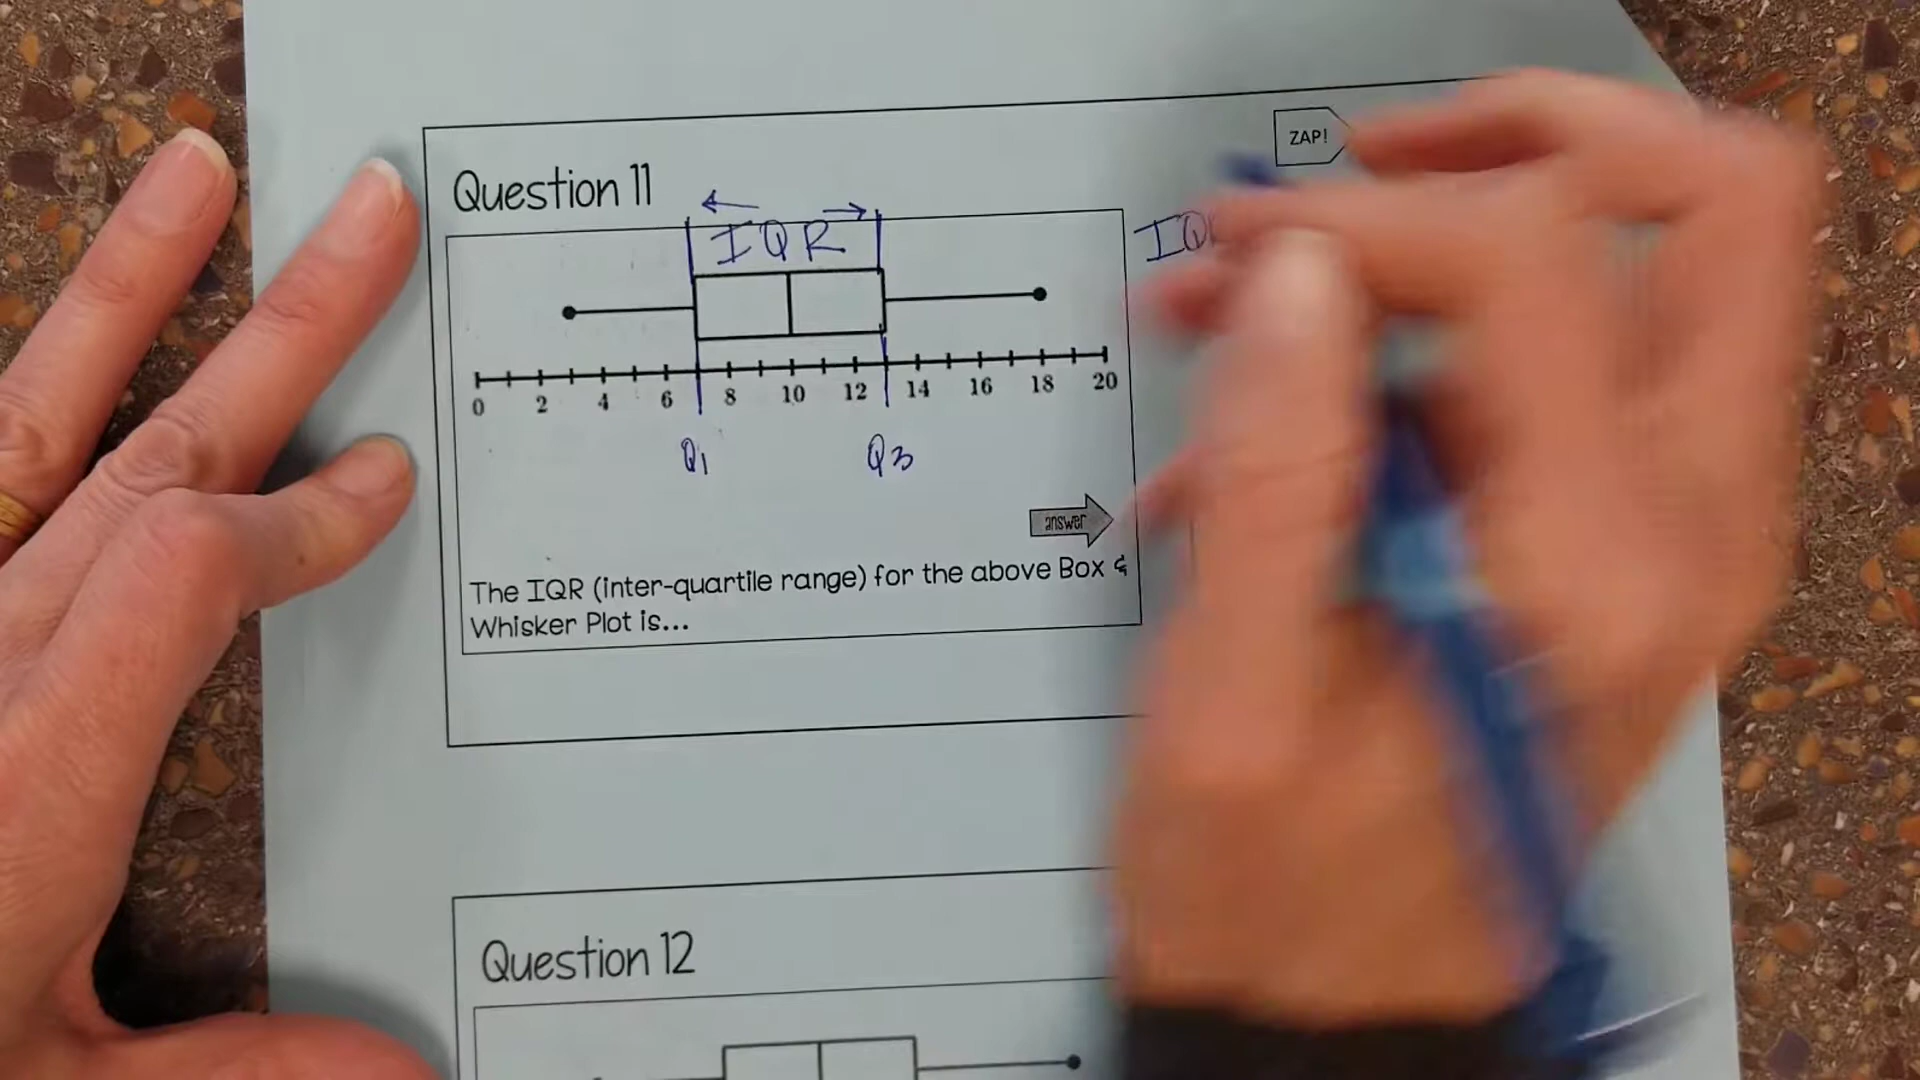 ZAP!
Question 11
IQR
0 2 4 6 8 10 12 14 16 18 20
Q1 Q3
answer
The IQR (inter-quartile range) for the above Box &
Whisker Plot is...
Question 12